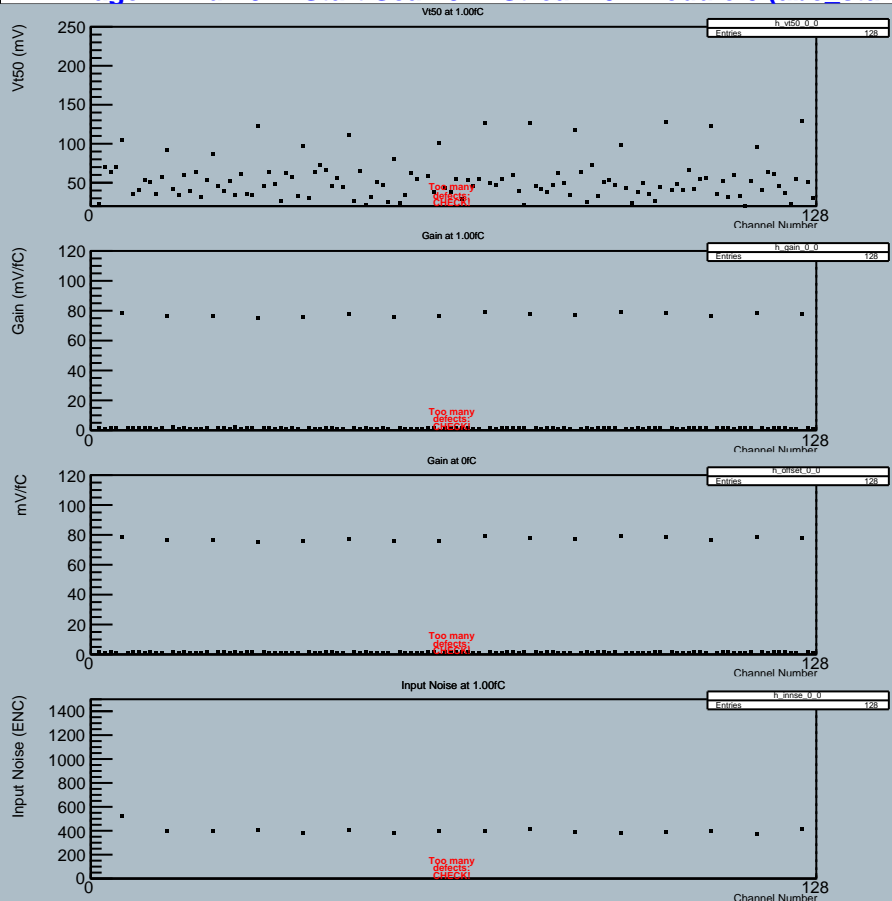 Vt50 at 1.00fC
h_vt50_0_0
Entries 128
Vt50 (mV)
250
200
150
100
50
Too many
defects:
CHECK!
0
128
Channel Number
Gain at 1.00fC
h_gain_0_0
Entries 128
Gain (mV/fC)
120
100
80
60
40
20
0
Too many
defects:
CHECK!
0
128
Channel Number
Gain at 0fC
h_offset_0_0
Entries 128
mV/fC
120
100
80
60
40
20
0
Too many
defects:
CHECK!
0
128
Channel Number
Input Noise at 1.00fC
h_innse_0_0
Entries 128
Input Noise (ENC)
1400
1200
1000
800
600
400
200
0
Too many
defects:
CHECK!
0
128
Channel Number